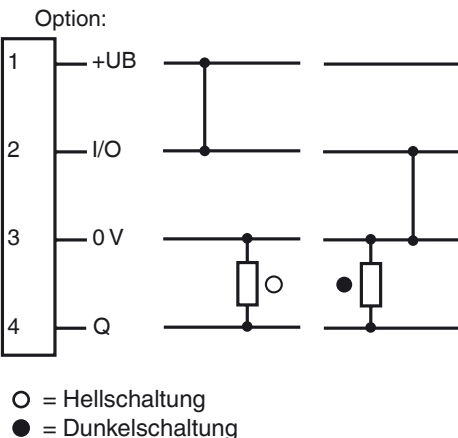 Option:
1 +UB
2 I/O
3 0 V
4 Q
= Hellschaltung
= Dunkelschaltung